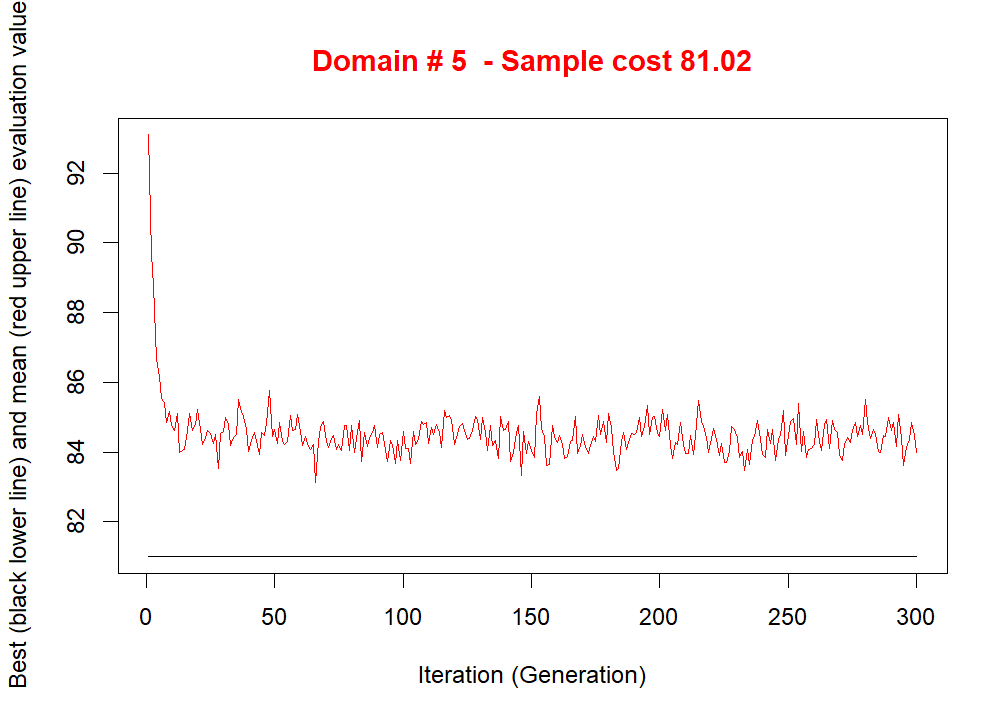 Domain # 5  - Sample cost 81.02
Best (black lower line) and mean (red upper line) evaluation value
92
90
88
86
84
82
0 50 100 150 200 250 300
Iteration (Generation)